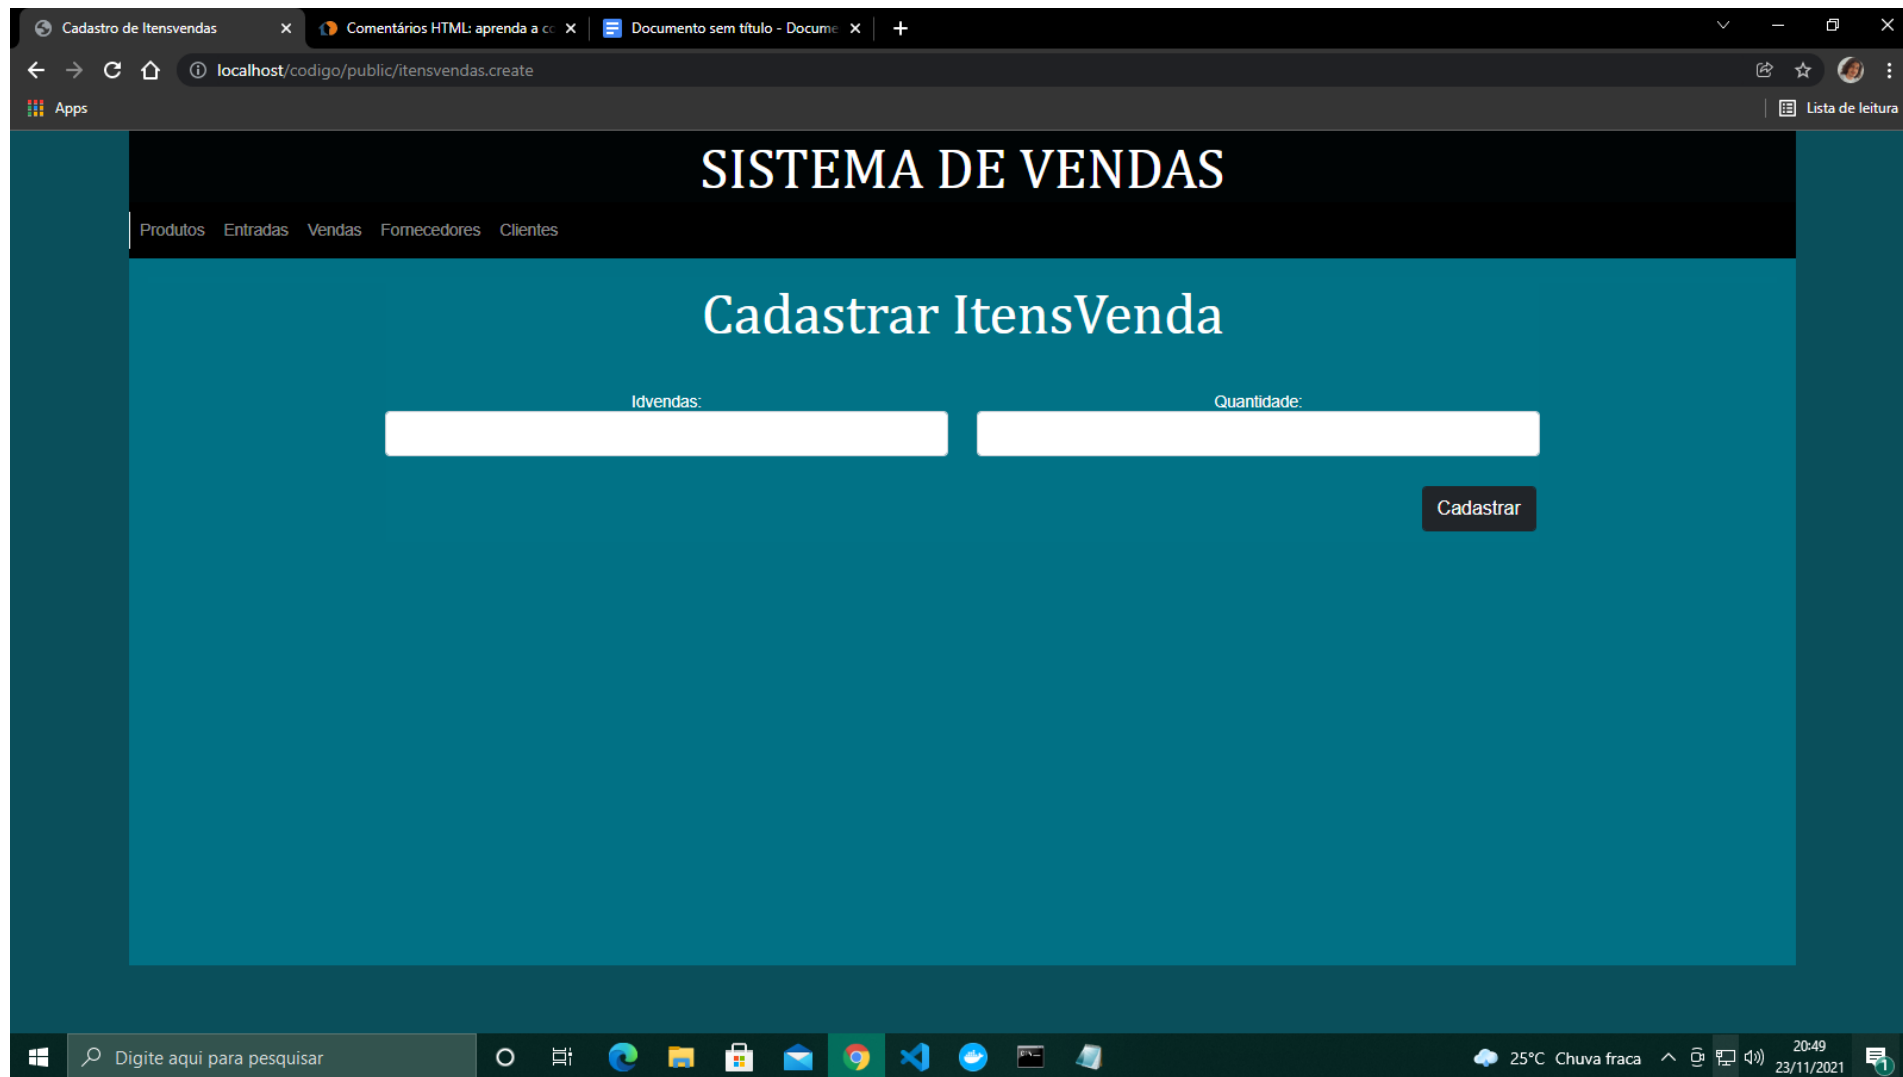 Cadastro de Itensvendas
Comentários HTML: aprenda a co
Documento sem título - Docume
localhost/codigo/public/itensvendas.create
Apps
Lista de leitura
SISTEMA DE VENDAS
Produtos Entradas Vendas Fornecedores Clientes
Cadastrar ItensVenda
Idvendas:
Quantidade:
Cadastrar
Digite aqui para pesquisar
25°C Chuva fraca
20:49
23/11/2021
1